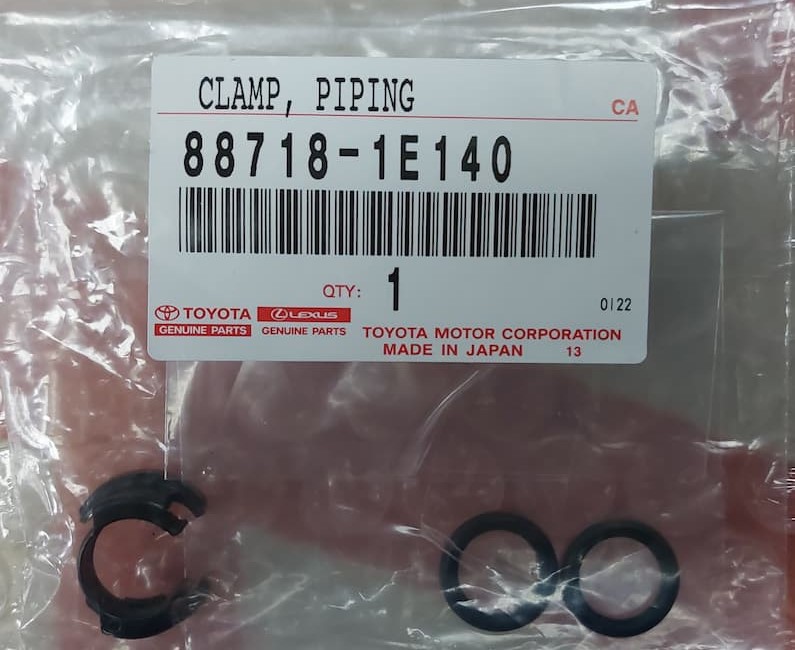 CLAMP, PIPING
CA
88718-1E140
QTY: 1
0122
TOYOTA
GENUINE PARTS
LEXUS
GENUINE PARTS
TOYOTA MOTOR CORPORATION
MADE IN JAPAN 13